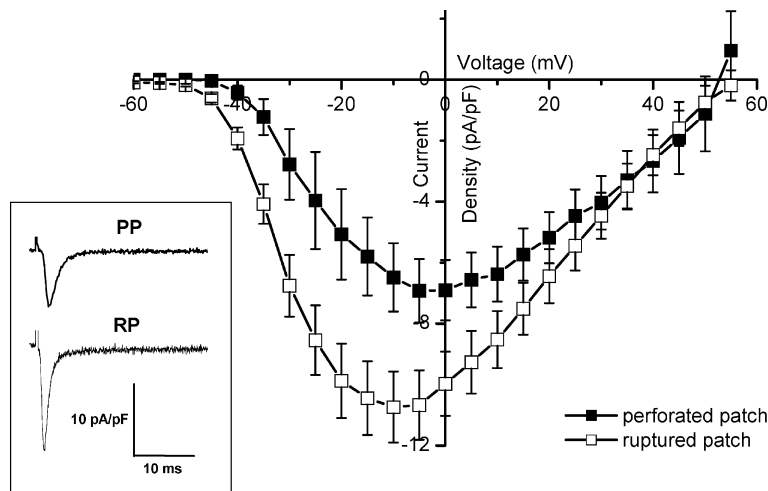 Voltage (mV)
0
-60 -40 -20 0 20 40 60
Current
Density (pA/pF)
-4
-8
-12
PP
RP
10 pA/pF
10 ms
perforated patch
ruptured patch